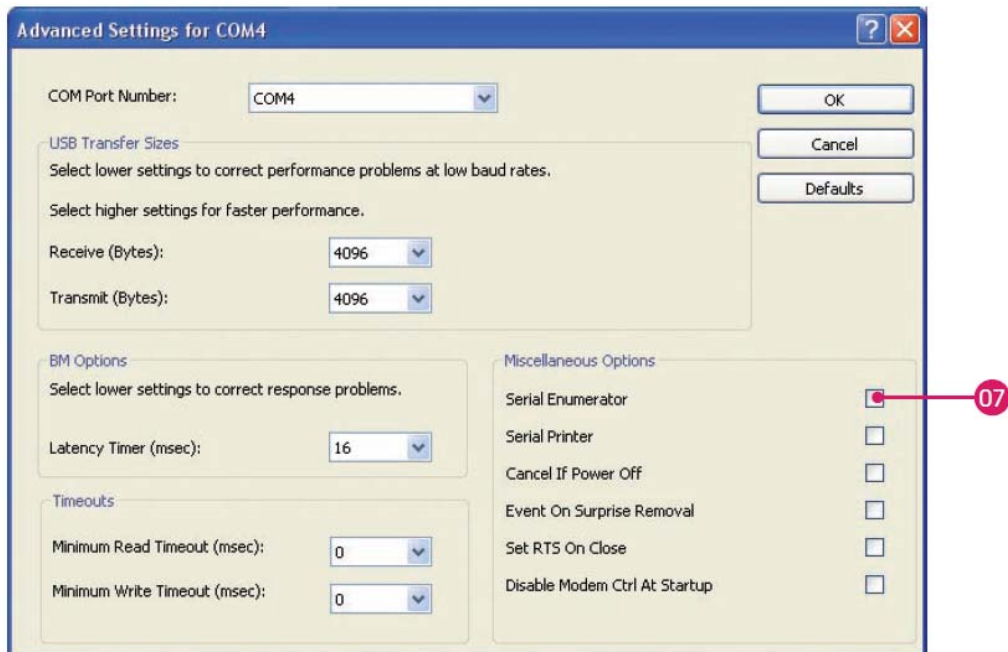 Advanced Settings for COM4
COM Port Number:
COM4
OK
Cancel
Defaults
USB Transfer Sizes
Select lower settings to correct performance problems at low baud rates.
Select higher settings for faster performance.
Receive (Bytes):
4096
Transmit (Bytes):
4096
BM Options
Select lower settings to correct response problems.
Latency Timer (msec):
16
Timeouts
Minimum Read Timeout (msec):
0
Minimum Write Timeout (msec):
0
Miscellaneous Options
Serial Enumerator
07
Serial Printer
Cancel If Power Off
Event On Surprise Removal
Set RTS On Close
Disable Modem Ctrl At Startup